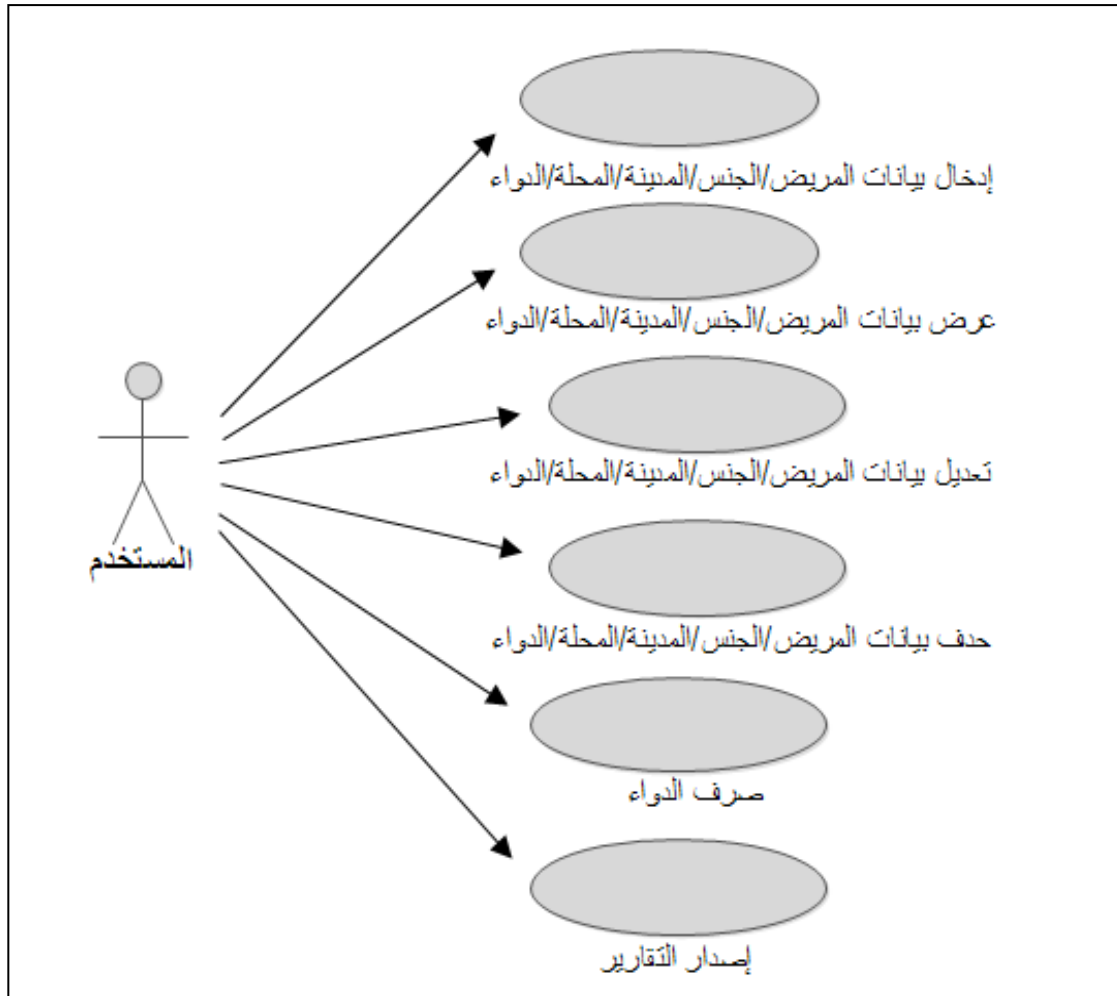 إدخال بيانات المريض/الجنس/المدينة/المحلة/الدواء
عرض بيانات المريض/الجنس/المدينة/المحلة/الدواء
تعديل بيانات المريض/الجنس/المدينة/المحلة/الدواء
المستخدم
حدف بيانات المريض/الجنس/المدينة/المحلة/الدواء
صرف الدواء
إصدار التقارير